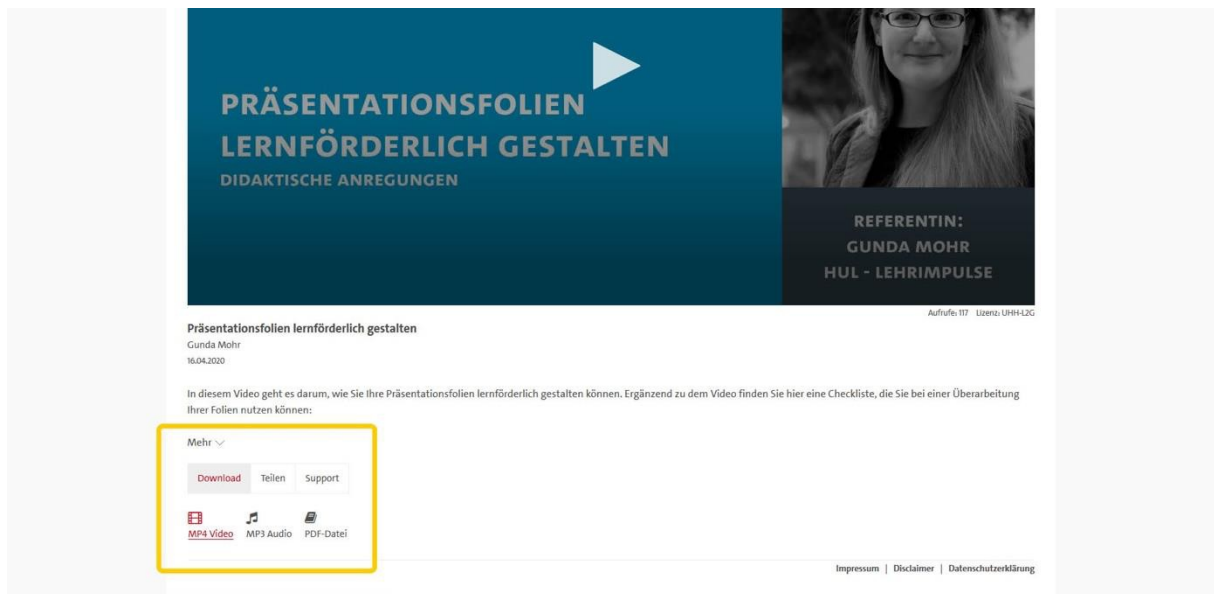 PRÄSENTATIONSFOLIEN
LERNFÖRDERLICH GESTALTEN
DIDAKTISCHE ANREGUNGEN
REFERENTIN:
GUNDA MOHR
HUL - LEHRIMPULSE
Aufrufe: 117 Lizenz: UHH-L2G
Präsentationsfolien lernförderlich gestalten
Gunda Mohr
16.04.2020
In diesem Video geht es darum, wie Sie Ihre Präsentationsfolien lernförderlich gestalten können. Ergänzend zu dem Video finden Sie hier eine Checkliste, die Sie bei einer Überarbeitung
Ihrer Folien nutzen können:
Mehr
Download Teilen Support
MP4 Video MP3 Audio PDF-Datei
Impressum | Disclaimer | Datenschutzerklärung